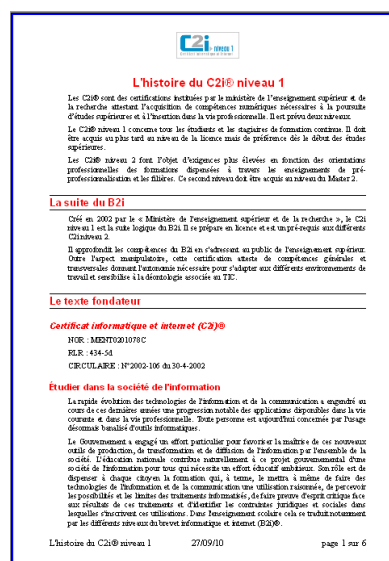 C2i niveau 1
L'histoire du C2i® niveau 1
Les C2i® sont des certifications instituées par le ministère de l'enseignement supérieur et de
la recherche attestant l'acquisition de compétences numériques nécessaires à la poursuite
d'études supérieures et à l'insertion dans la vie professionnelle. Il est prévu deux niveaux.
Le C2i® niveau 1 concerne tous les étudiants et les stagiaires de formation continue. Il doit
être acquis au plus tard au niveau de la licence mais de préférence dès le début des études
supérieures.
Les C2i® niveau 2 font l'objet d'exigences plus élevées en fonction des orientations
professionnelles des formations dispensées à travers les enseignements de pré-
professionnalisation et les filières. Ce second niveau doit être acquis au niveau du Master 2.
La suite du B2i
Créé en 2002 par le « Ministère de l'enseignement supérieur et de la recherche », le C2i
niveau 1 est la suite logique du B2i. Il se prépare en licence et est un pré-requis aux différents
C2i niveau 2.
Il approfondit les compétences du B2i en s'adressant au public de l'enseignement supérieur.
Outre l'aspect manipulatoire, cette certification atteste de compétences générales et
transversales donnant l'autonomie nécessaire pour s'adapter aux différents environnements de
travail et sensibilise à la déontologie associée au TIC.
Le texte fondateur
Certificat informatique et internet (C2i)®
NOR : MENT0201078C
RLR : 434-5d
CIRCULAIRE : N°2002-106 du 30-4-2002
Étudier dans la société de l'information
La rapide évolution des technologies de l'information et de la communication a engendré au
cours de ces dernières années une progression notable des applications disponibles dans la vie
courante et dans la vie professionnelle. Toute personne est aujourd'hui concernée par l'usage
désormais banalisé d'outils informatiques.
Le Gouvernement a engagé un effort particulier pour favoriser la maîtrise de ces nouveaux
outils de production, de transformation et de diffusion de l'information par l'ensemble de la
société. L'éducation nationale contribue naturellement à ce projet gouvernemental d'une
société de l'information pour tous qui nécessite un effort éducatif ambitieux. Son rôle est de
dispenser à chaque citoyen la formation qui, à terme, le mettra à même de faire des
technologies de l'information et de la communication une utilisation raisonnée, de percevoir
les possibilités et les limites des traitements informatisés, de faire preuve d'esprit critique face
aux résultats de ces traitements et d'identifier les contraintes juridiques et sociales dans
lesquelles s'inscrivent ces utilisations. Dans l'enseignement scolaire cela se traduit notamment
par les différents niveaux du brevet informatique et internet (B2i)®.
L'histoire du C2i® niveau 1 27/09/10 page 1 sur 6